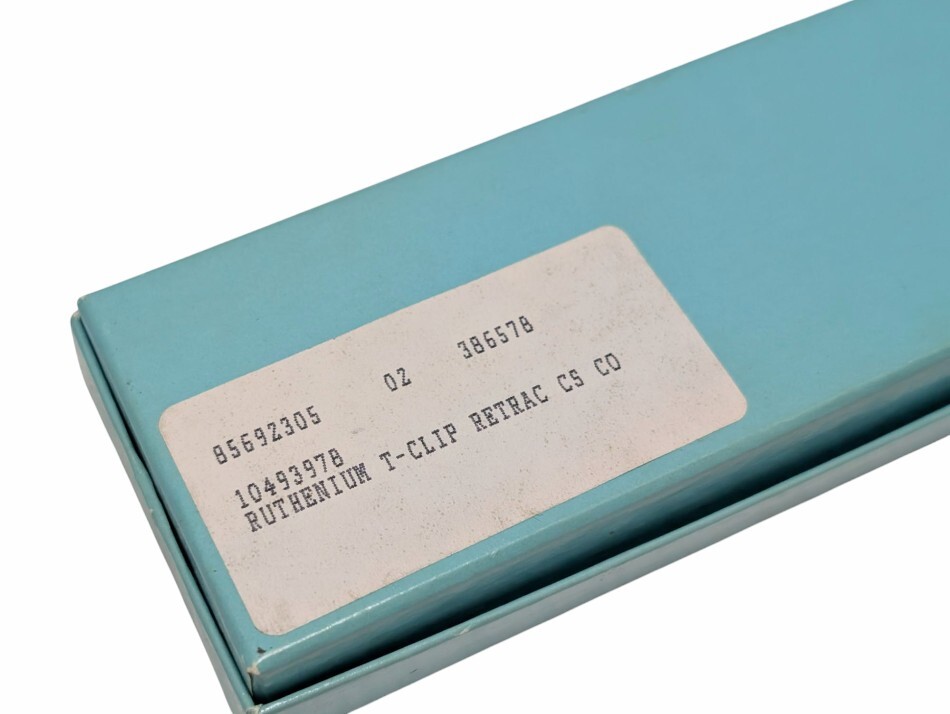 85692305 02 386578
10493978
RUTHENIUM T-CLIP RETRAC CS CO